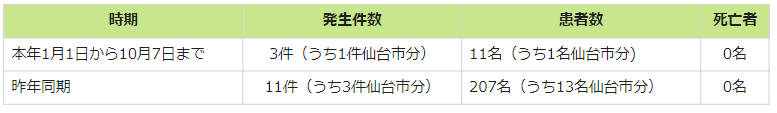 時期 発生件数 患者数 死亡者
本年1月1日から10月7日まで 3件（うち1件仙台市分） 11名（うち1名仙台市分) 0名
昨年同期 11件（うち3件仙台市分） 207名（うち13名仙台市分） 0名